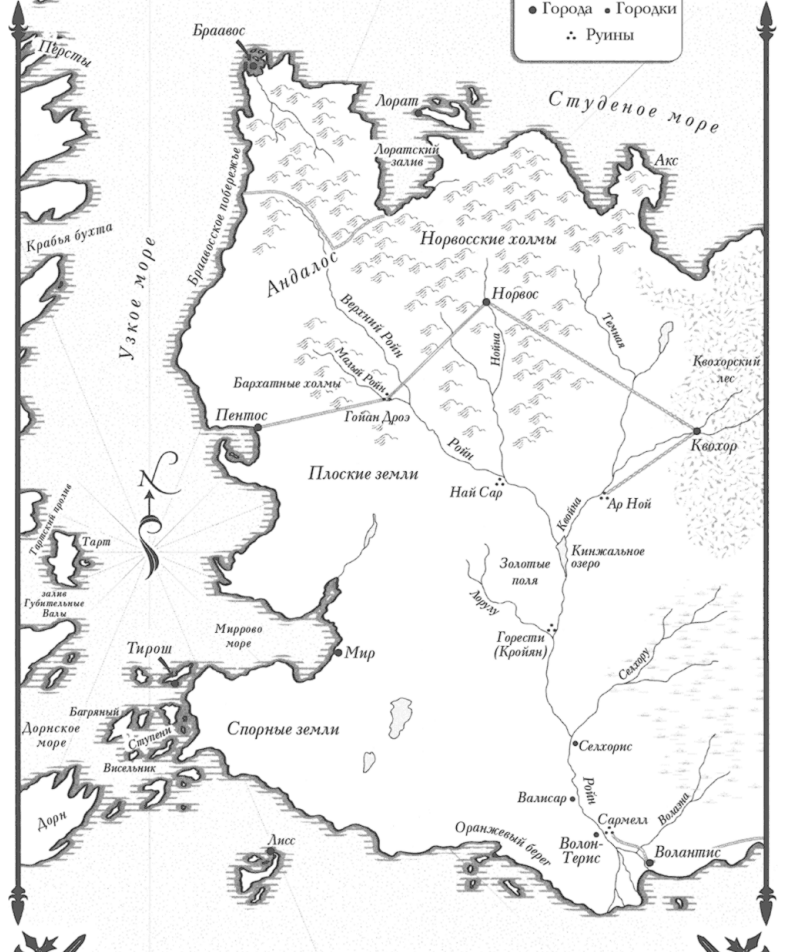 Города Городки
Руины
Браавос
Персты
Лорат
Студеное море
Лоратский
залив
Акс
Браавосское побережье
Крабья бухта
Узкое море
Норвосские холмы
Андалос
Норвос
Верхний Ройн
Темная
Нойна
Малый Ройн
Квохорский
лес
Бархатные холмы
Пентос
Гойан Дроэ
Квохор
Ройн
Плоские земли
Най Сар
Ар Ной
Тартский пролив
Квойна
Тарт
Кинжальное
озеро
Золотые
поля
залив
Губительные
Валы
Лорулу
Миррово
море
Горести
(Кройян)
Тирош
Мир
Селхору
Багряный
Дорнское
море
Ступени
Спорные земли
Селхорис
Висельник
Ройн
Валисар
Волаэна
Дорн
Сармелл
Оранжевый берег
Лисс
Волон-
Терис
Волантис